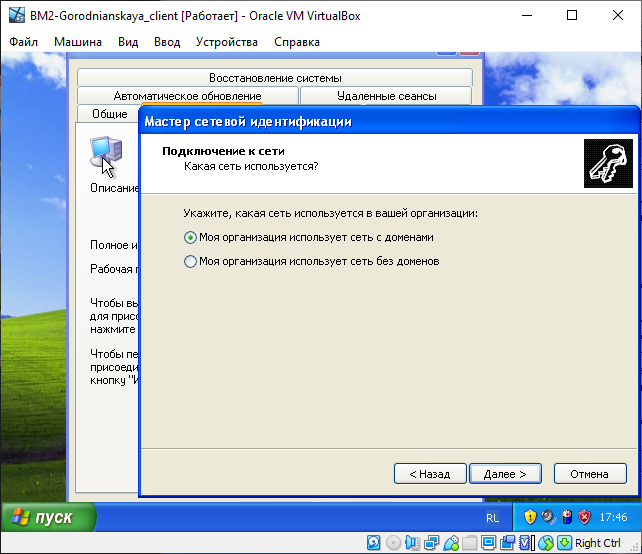 BM2-Gorodnianskaya_client [Работает] - Oracle VM VirtualBox
Файл Машина Вид Ввод Устройства Справка
Восстановление системы
Автоматическое обновление Удаленные сеансы
Общие
Мастер сетевой идентификации
Подключение к сети
Какая сеть используется?
Описание
Укажите, какая сеть используется в вашей организации:
Моя организация использует сеть с доменами
Полное и
Моя организация использует сеть без доменов
Рабочая г
Чтобы вы
для присо
нажмите
Чтобы пе
присоеди
кнопку "И
< Назад Далее > Отмена
пуск RL 17:46
Right Ctrl